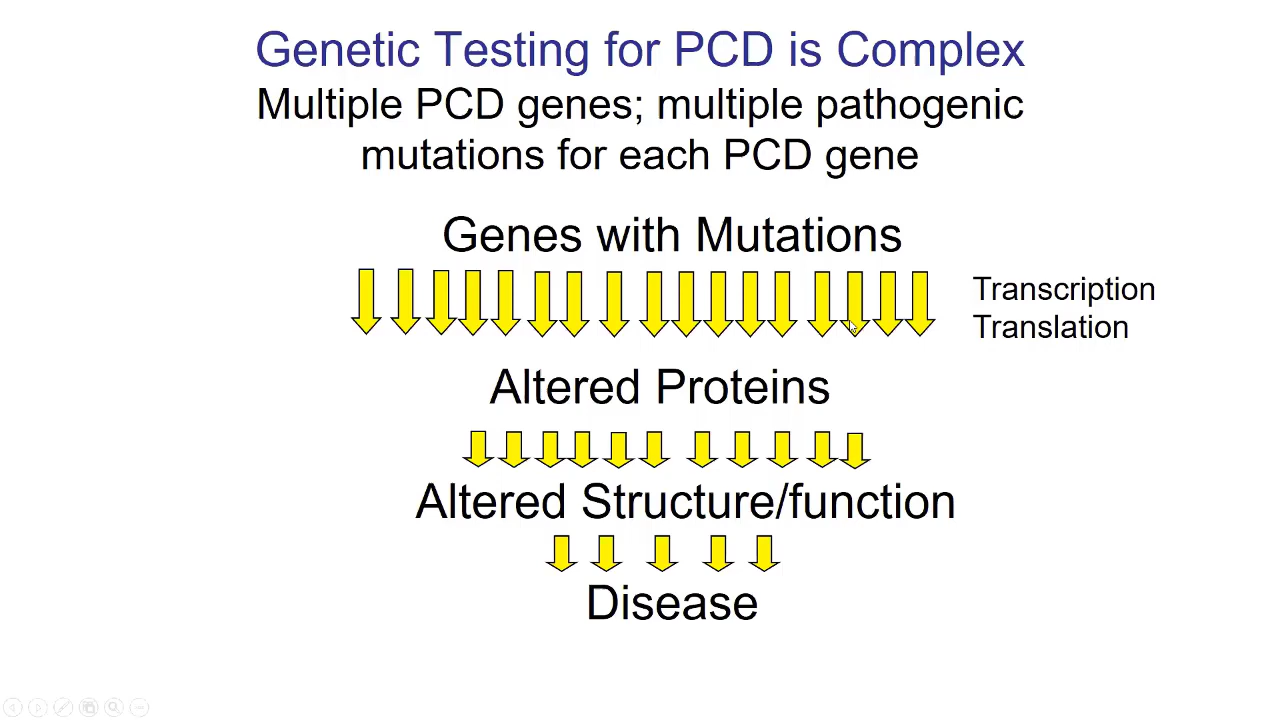 Genetic Testing for PCD is Complex
Multiple PCD genes; multiple pathogenic
mutations for each PCD gene
Genes with Mutations
Transcription
Translation
Altered Proteins
Altered Structure/function
Disease